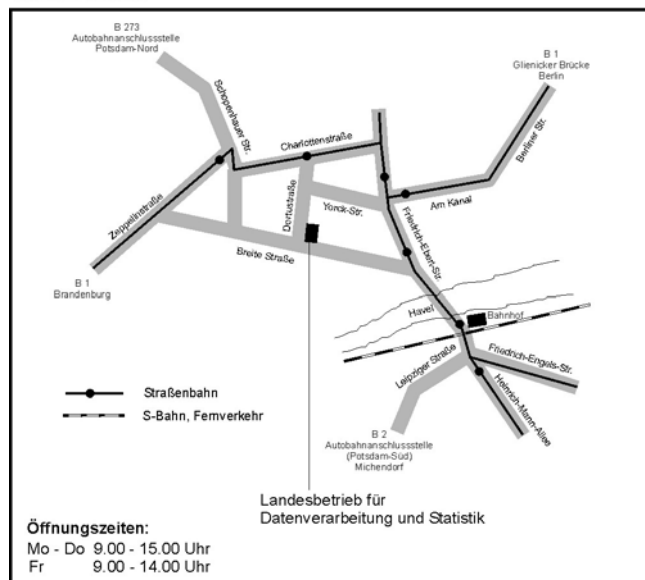 B 273
Autobahnanschlussstelle
Potsdam-Nord
B 1
Glienicker Brücke
Berlin
Schopenhauer Str.
Charlottenstraße
Berliner Str.
Zeppelinstraße
Dortustraße
Yorck-Str.
Am Kanal
Friedrich-Ebert-Str.
Breite Straße
B 1
Brandenburg
Havel
Bahnhof
Leipziger Straße
Friedrich-Engels-Str.
Heinrich-Mann-Allee
Straßenbahn
S-Bahn, Fernverkehr
B 2
Autobahnanschlussstelle
(Potsdam-Süd)
Michendorf
Landesbetrieb für
Datenverarbeitung und Statistik
Öffnungszeiten:
Mo - Do 9.00 - 15.00 Uhr
Fr 9.00 - 14.00 Uhr